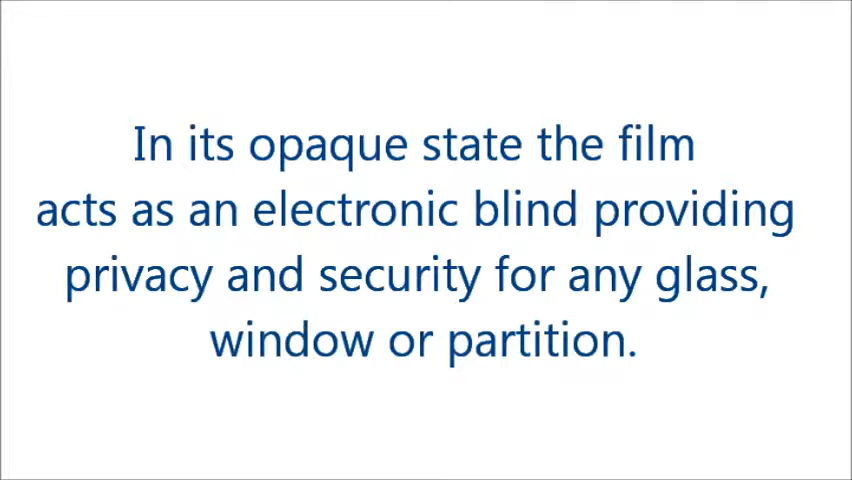 In its opaque state the film
acts as an electronic blind providing
privacy and security for any glass,
window or partition.